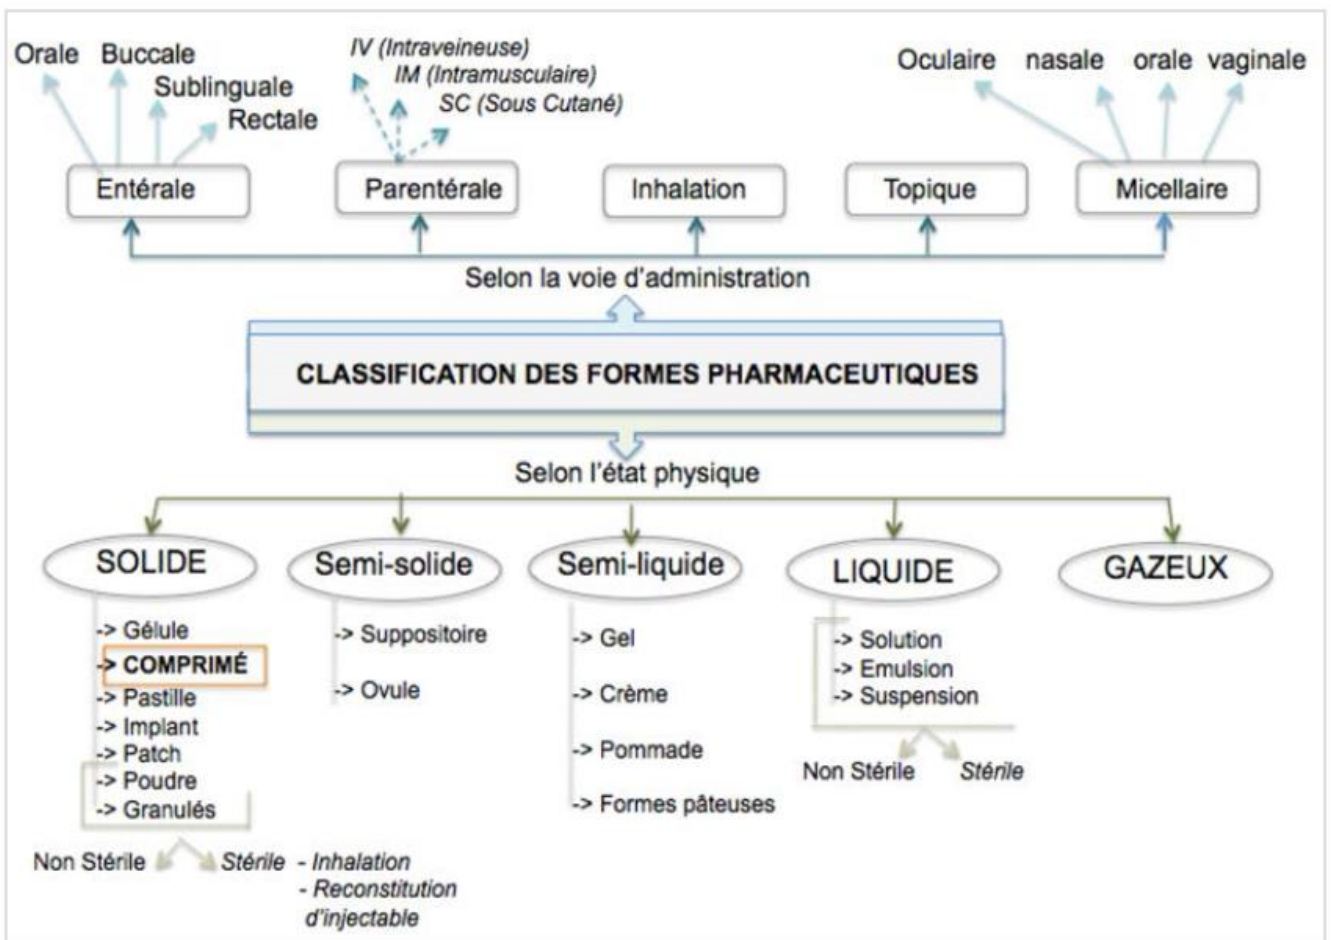 Orale Buccale
Sublinguale
Rectale
IV (Intraveineuse)
IM (Intramusculaire)
SC (Sous Cutané)
Oculaire nasale orale vaginale
Entérale
Parentérale
Inhalation
Topique
Micellaire
Selon la voie d'administration
CLASSIFICATION DES FORMES PHARMACEUTIQUES
Selon l'état physique
SOLIDE
-> Gélule
-> COMPRIMÉ
-> Pastille
-> Implant
-> Patch
-> Poudre
-> Granulés
Non Stérile
Stérile - Inhalation
- Reconstitution
d'injectable
Semi-solide
-> Suppositoire
-> Ovule
Semi-liquide
-> Gel
-> Crème
-> Pommade
-> Formes pâteuses
LIQUIDE
-> Solution
-> Emulsion
-> Suspension
Non Stérile
Stérile
GAZEUX